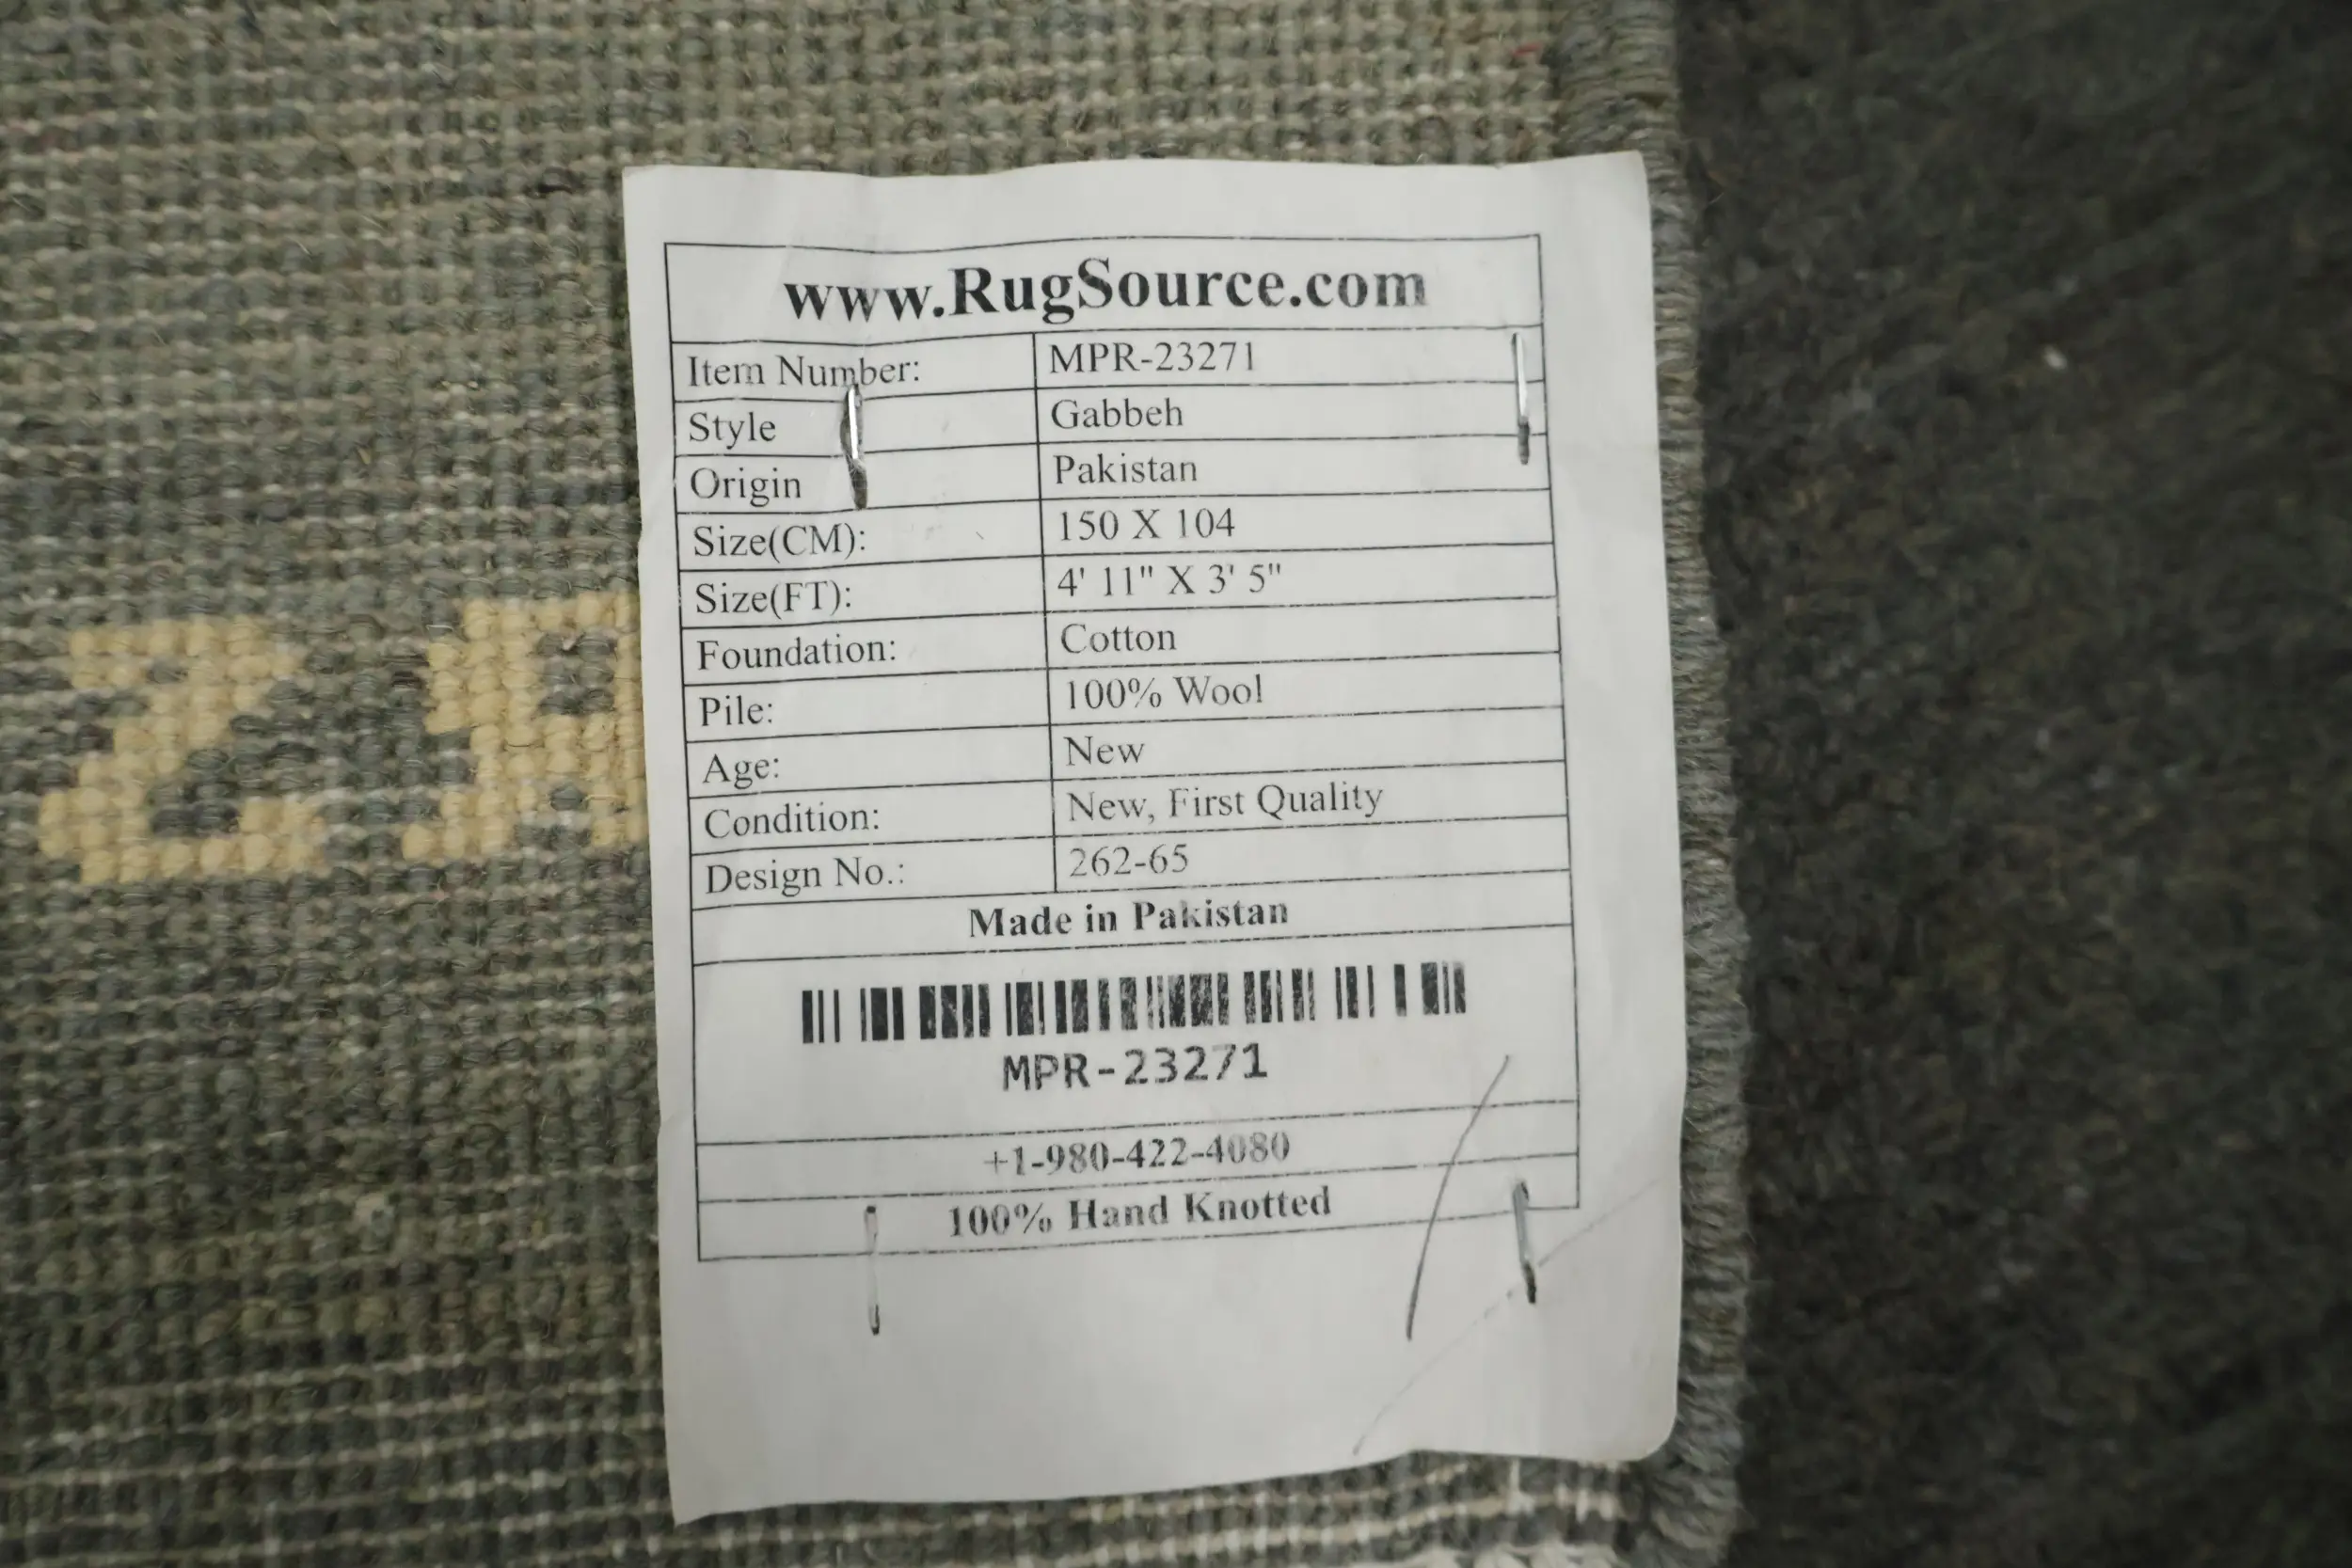 www.RugSource.com
Item Number: MPR-23271
Style Gabbeh
Origin Pakistan
Size(CM): 150 X 104
Size(FT): 4' 11" X 3' 5"
Foundation: Cotton
Pile: 100% Wool
Age: New
Condition: New, First Quality
Design No.: 262-65
Made in Pakistan
MPR-23271
+1-980-422-4080
100% Hand Knotted